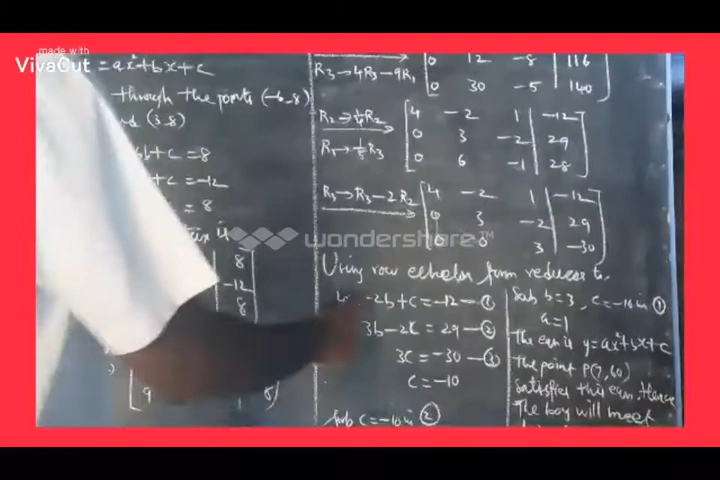 made with
VivaCut
= ax²+bx+c
through the points (-6,8)
(3,8)
6b+c=8
+c=-12
=8
8
-12
8
9 1 8
R3→4R3-9R1
0 12 -8 116
0 30 -5 140
R2→1/4R2
R3→1/5R3
4 -2 1 -12
0 3 -2 29
0 6 -1 28
R3→R3-2R2
4 -2 1 -12
0 3 -2 29
0 0 3 -30
wondershare™
Using row echelon form reduces to.
-2b+c=-12-①
3b-2c=29-②
3c=-30-③
c=-10
Sub c=-10 in ②
Sub b=3, c=-10 in ①
a=1
The eqn is y=ax²+bx+c
The point P(7,60)
satisfies this eqn. Hence
The boy will meet